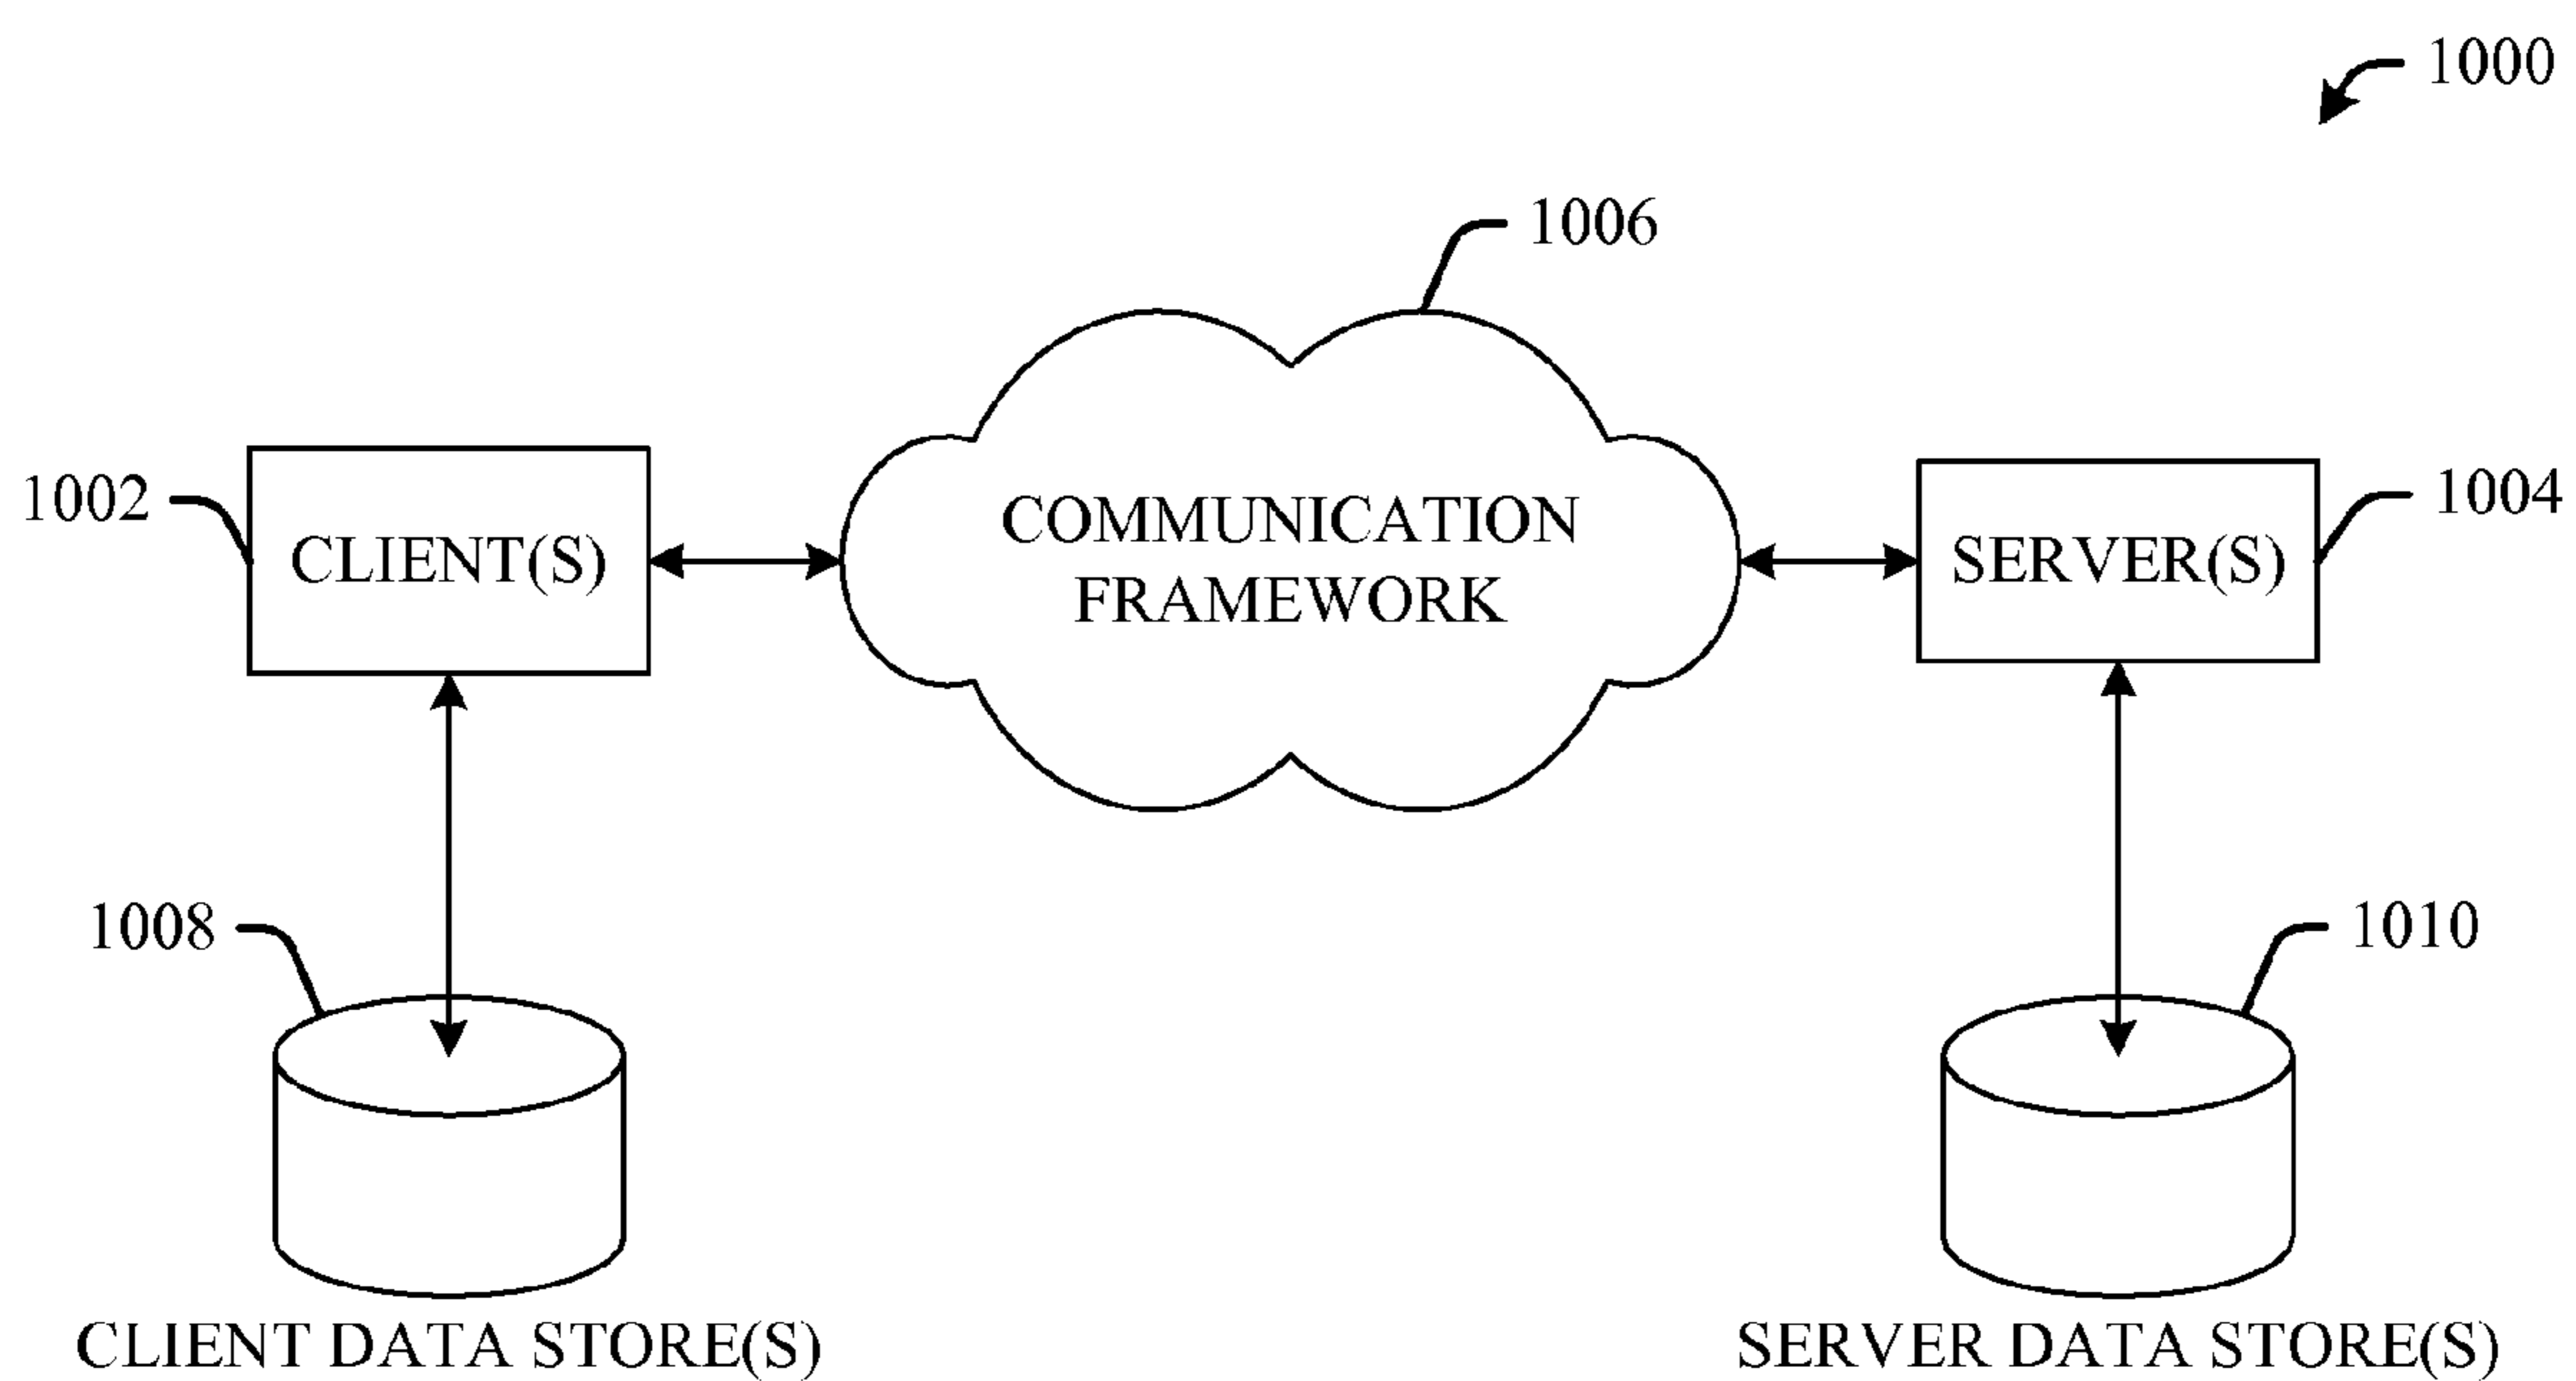 1000
1006
1002
CLIENT(S)
COMMUNICATION
FRAMEWORK
SERVER(S)
1004
1008
1010
CLIENT DATA STORE(S)
SERVER DATA STORE(S)